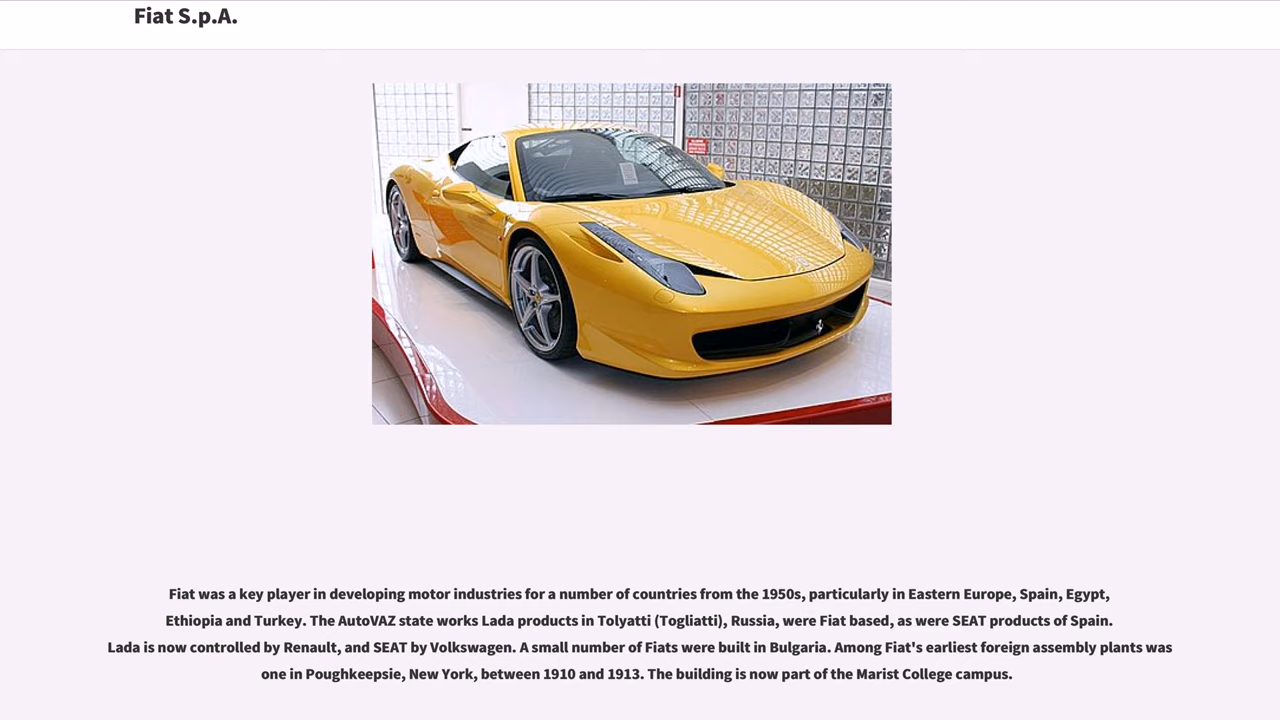 Fiat S.p.A.
Fiat was a key player in developing motor industries for a number of countries from the 1950s, particularly in Eastern Europe, Spain, Egypt,
Ethiopia and Turkey. The AutoVAZ state works Lada products in Tolyatti (Togliatti), Russia, were Fiat based, as were SEAT products of Spain.
Lada is now controlled by Renault, and SEAT by Volkswagen. A small number of Fiats were built in Bulgaria. Among Fiat's earliest foreign assembly plants was
one in Poughkeepsie, New York, between 1910 and 1913. The building is now part of the Marist College campus.